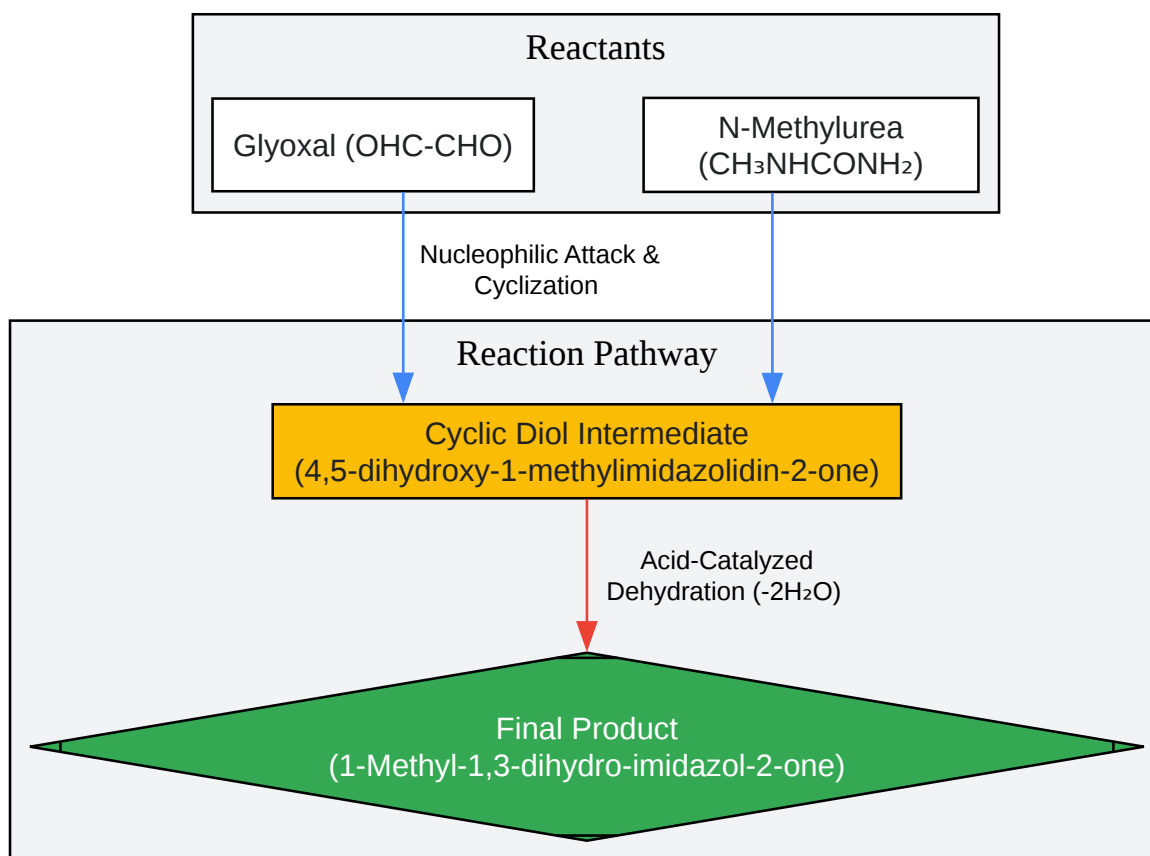 Reactants
Glyoxal (OHC-CHO)
N-Methylurea
(CH₃NHCONH₂)
Nucleophilic Attack &
Cyclization
Reaction Pathway
Cyclic Diol Intermediate
(4,5-dihydroxy-1-methylimidazolidin-2-one)
Acid-Catalyzed
Dehydration (-2H₂O)
Final Product
(1-Methyl-1,3-dihydro-imidazol-2-one)